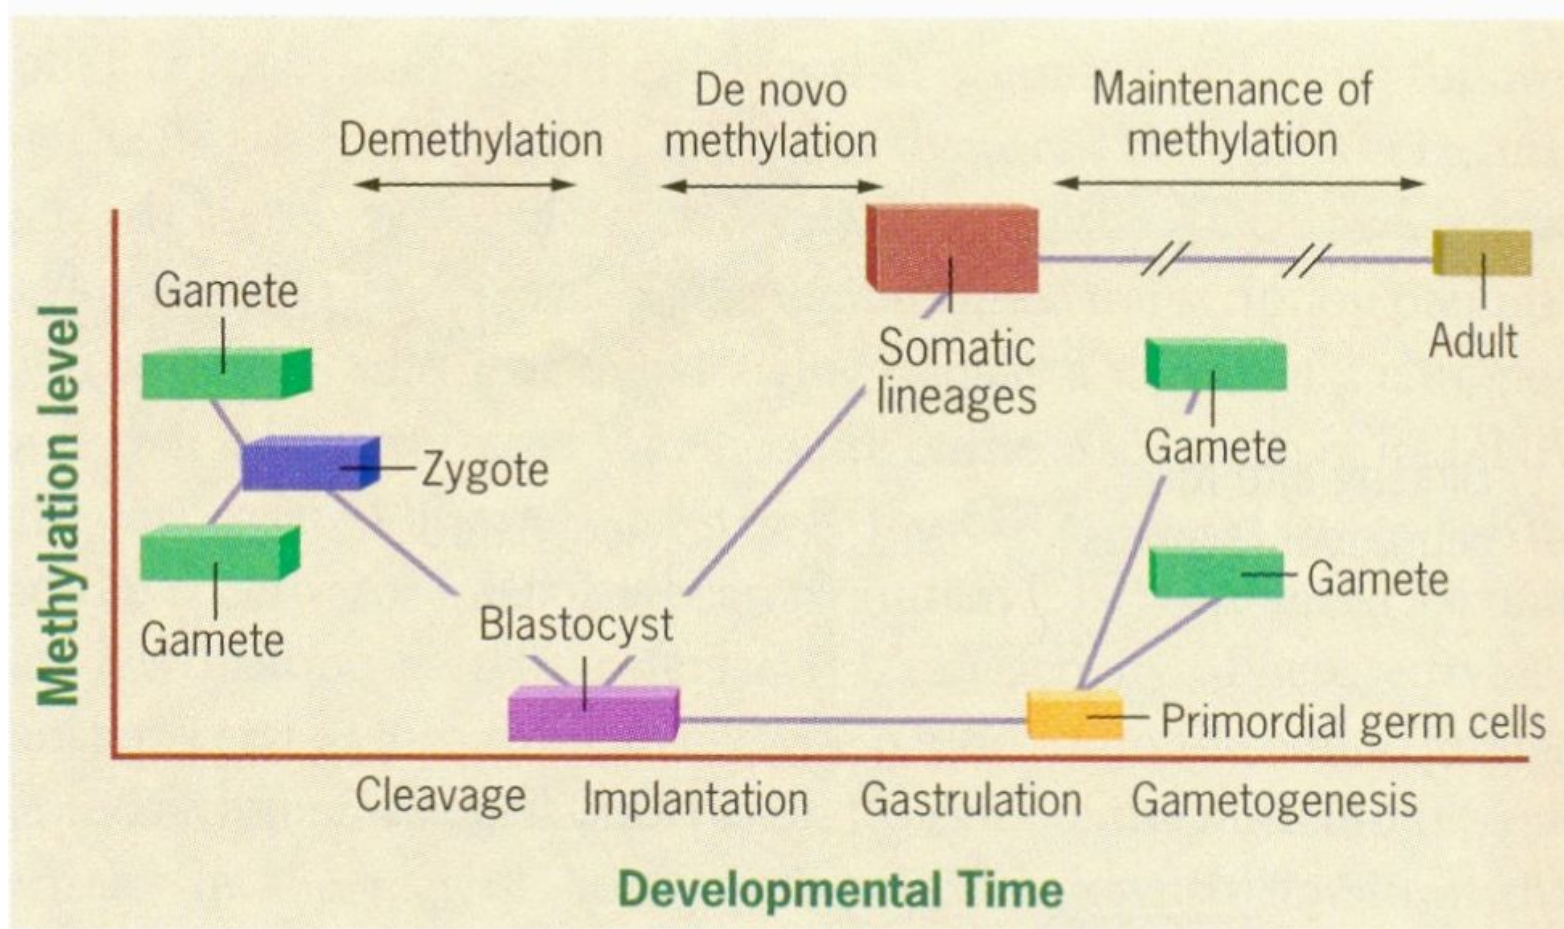 De novo
methylation
Maintenance of
methylation
Demethylation
Gamete
Zygote
Gamete
Somatic
lineages
Adult
Gamete
Gamete
Blastocyst
Primordial germ cells
Methylation level
Cleavage
Implantation
Gastrulation
Gametogenesis
Developmental Time